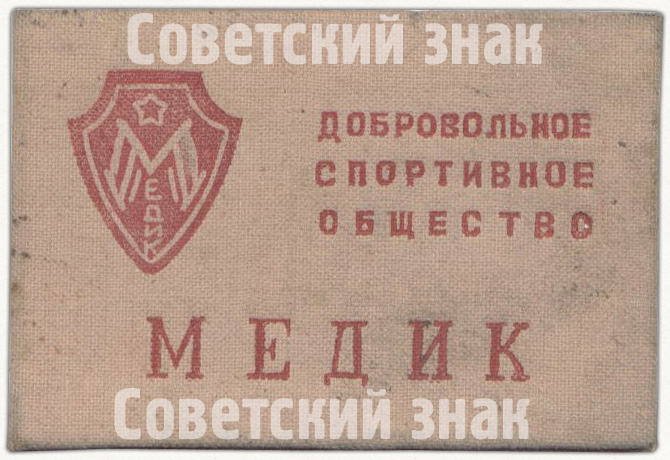 Советский знак
МЕДИК
ДОБРОВОЛЬНОЕ
СПОРТИВНОЕ
ОБЩЕСТВО
МЕДИК
Советский знак